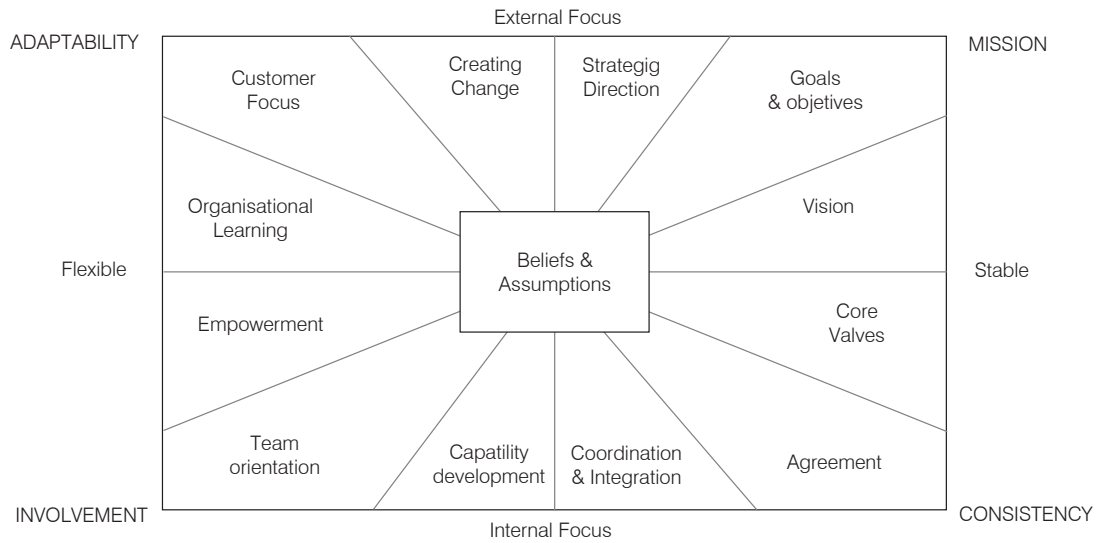 External Focus
ADAPTABILITY
MISSION
Customer
Focus
Creating
Change
Strategig
Direction
Goals
& objetives
Organisational
Learning
Vision
Flexible
Beliefs &
Assumptions
Stable
Empowerment
Core
Valves
Team
orientation
Capatility
development
Coordination
& Integration
Agreement
INVOLVEMENT
CONSISTENCY
Internal Focus